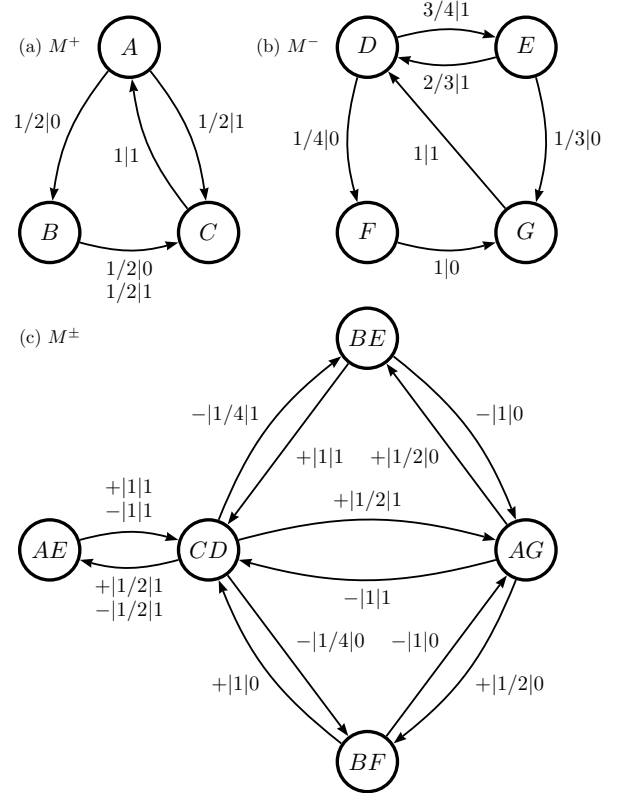 (a) M⁺
A
1/2|0
1/2|1
1|1
B
C
1/2|0
1/2|1
(b) M⁻
D
3/4|1
E
2/3|1
1/4|0
1|1
1/3|0
F
G
1|0
(c) M±
BE
−|1/4|1
−|1|0
+|1|1
+|1/2|0
+|1|1
−|1|1
+|1/2|1
AE
CD
AG
+|1/2|1
−|1/2|1
−|1|1
−|1/4|0
−|1|0
+|1|0
+|1/2|0
BF